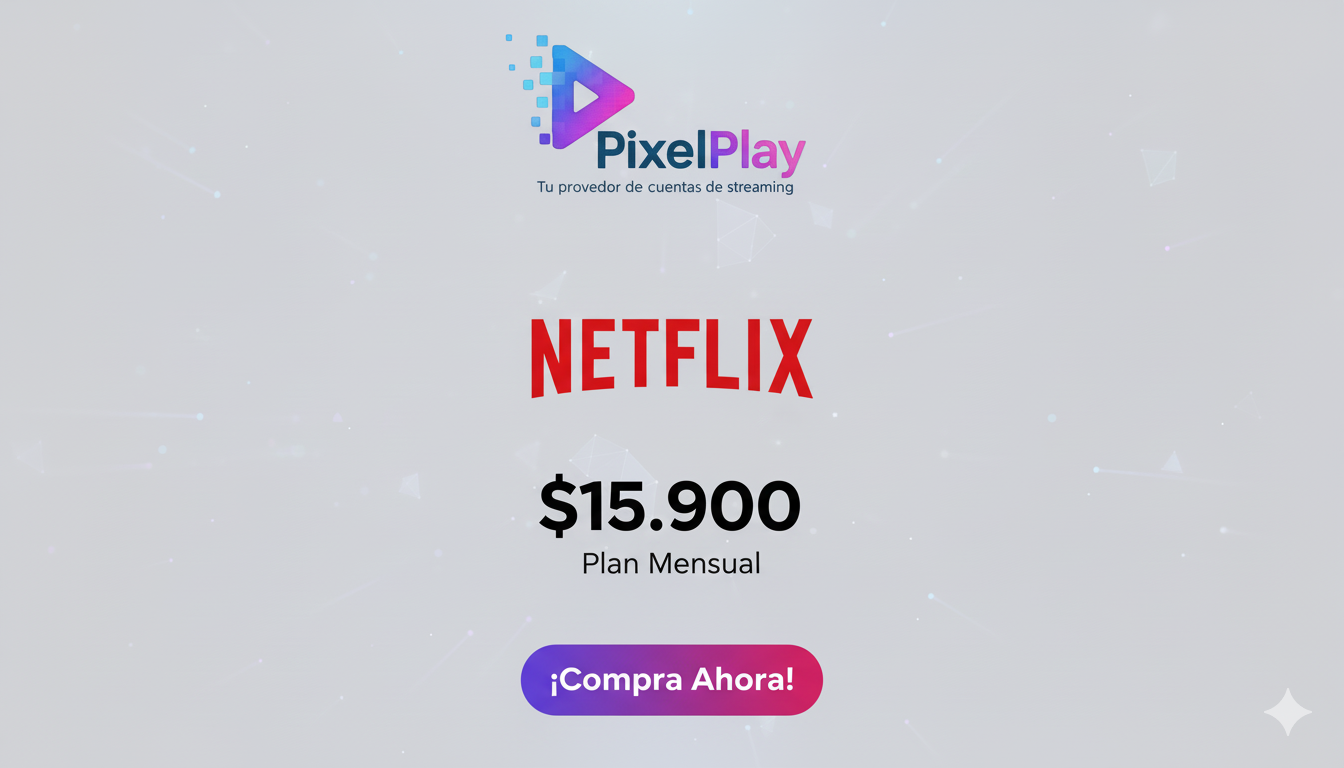 PixelPlay
Tu provedor de cuentas de streaming
NETFLIX
$15.900
Plan Mensual
¡Compra Ahora!